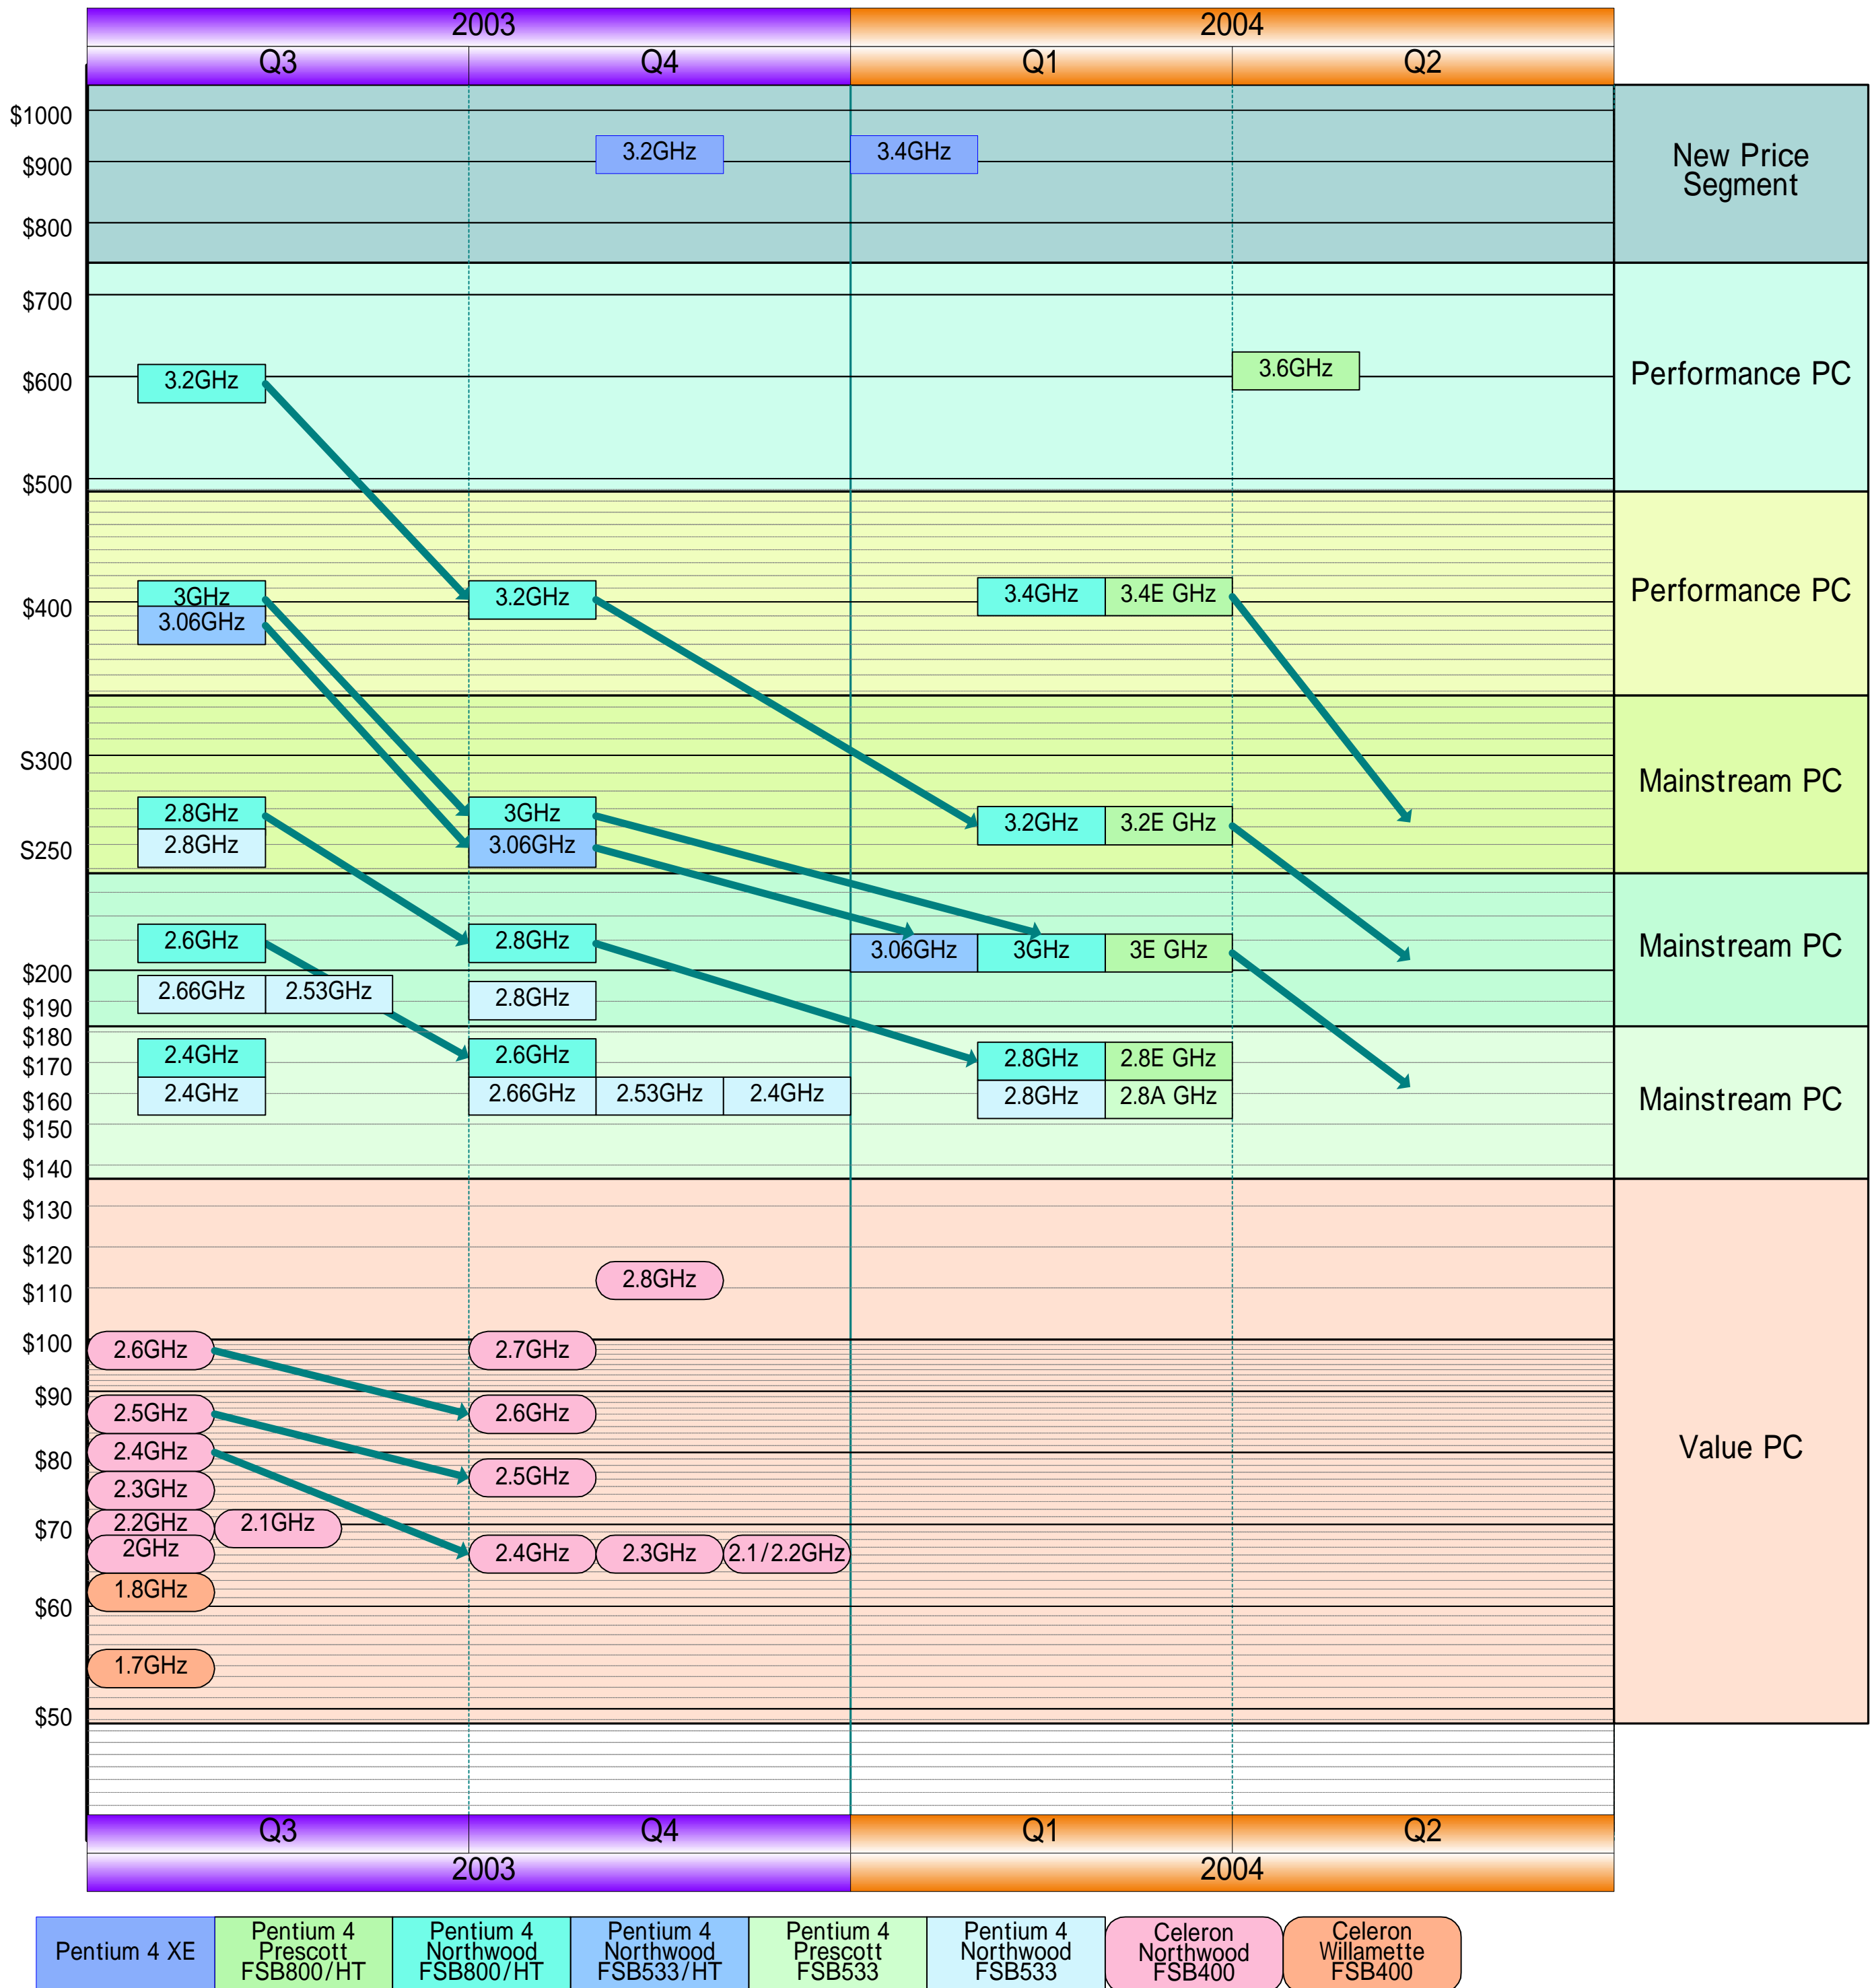 2003
2004
Q3
Q4
Q1
Q2
$1000
3.2GHz
3.4GHz
New Price
Segment
$900
$800
$700
3.2GHz
3.6GHz
Performance PC
$600
$500
3GHz
3.2GHz
3.4GHz
3.4E GHz
Performance PC
$400
3.06GHz
S300
Mainstream PC
2.8GHz
3GHz
3.2GHz
3.2E GHz
S250
2.8GHz
3.06GHz
2.6GHz
2.8GHz
3.06GHz
3GHz
3E GHz
Mainstream PC
$200
2.66GHz
2.53GHz
2.8GHz
$190
$180
2.4GHz
2.6GHz
2.8GHz
2.8E GHz
$170
2.4GHz
2.66GHz
2.53GHz
2.4GHz
2.8GHz
2.8A GHz
Mainstream PC
$160
$150
$140
$130
$120
2.8GHz
$110
$100
2.6GHz
2.7GHz
$90
2.5GHz
2.6GHz
2.4GHz
$80
Value PC
2.3GHz
2.5GHz
2.2GHz
2.1GHz
$70
2GHz
2.4GHz
2.3GHz
2.1/2.2GHz
1.8GHz
$60
1.7GHz
$50
Q3
Q4
Q1
Q2
2003
2004
Pentium 4 XE
Pentium 4
Prescott
FSB800/HT
Pentium 4
Northwood
FSB800/HT
Pentium 4
Northwood
FSB533/HT
Pentium 4
Prescott
FSB533
Pentium 4
Northwood
FSB533
Celeron
Northwood
FSB400
Celeron
Willamette
FSB400